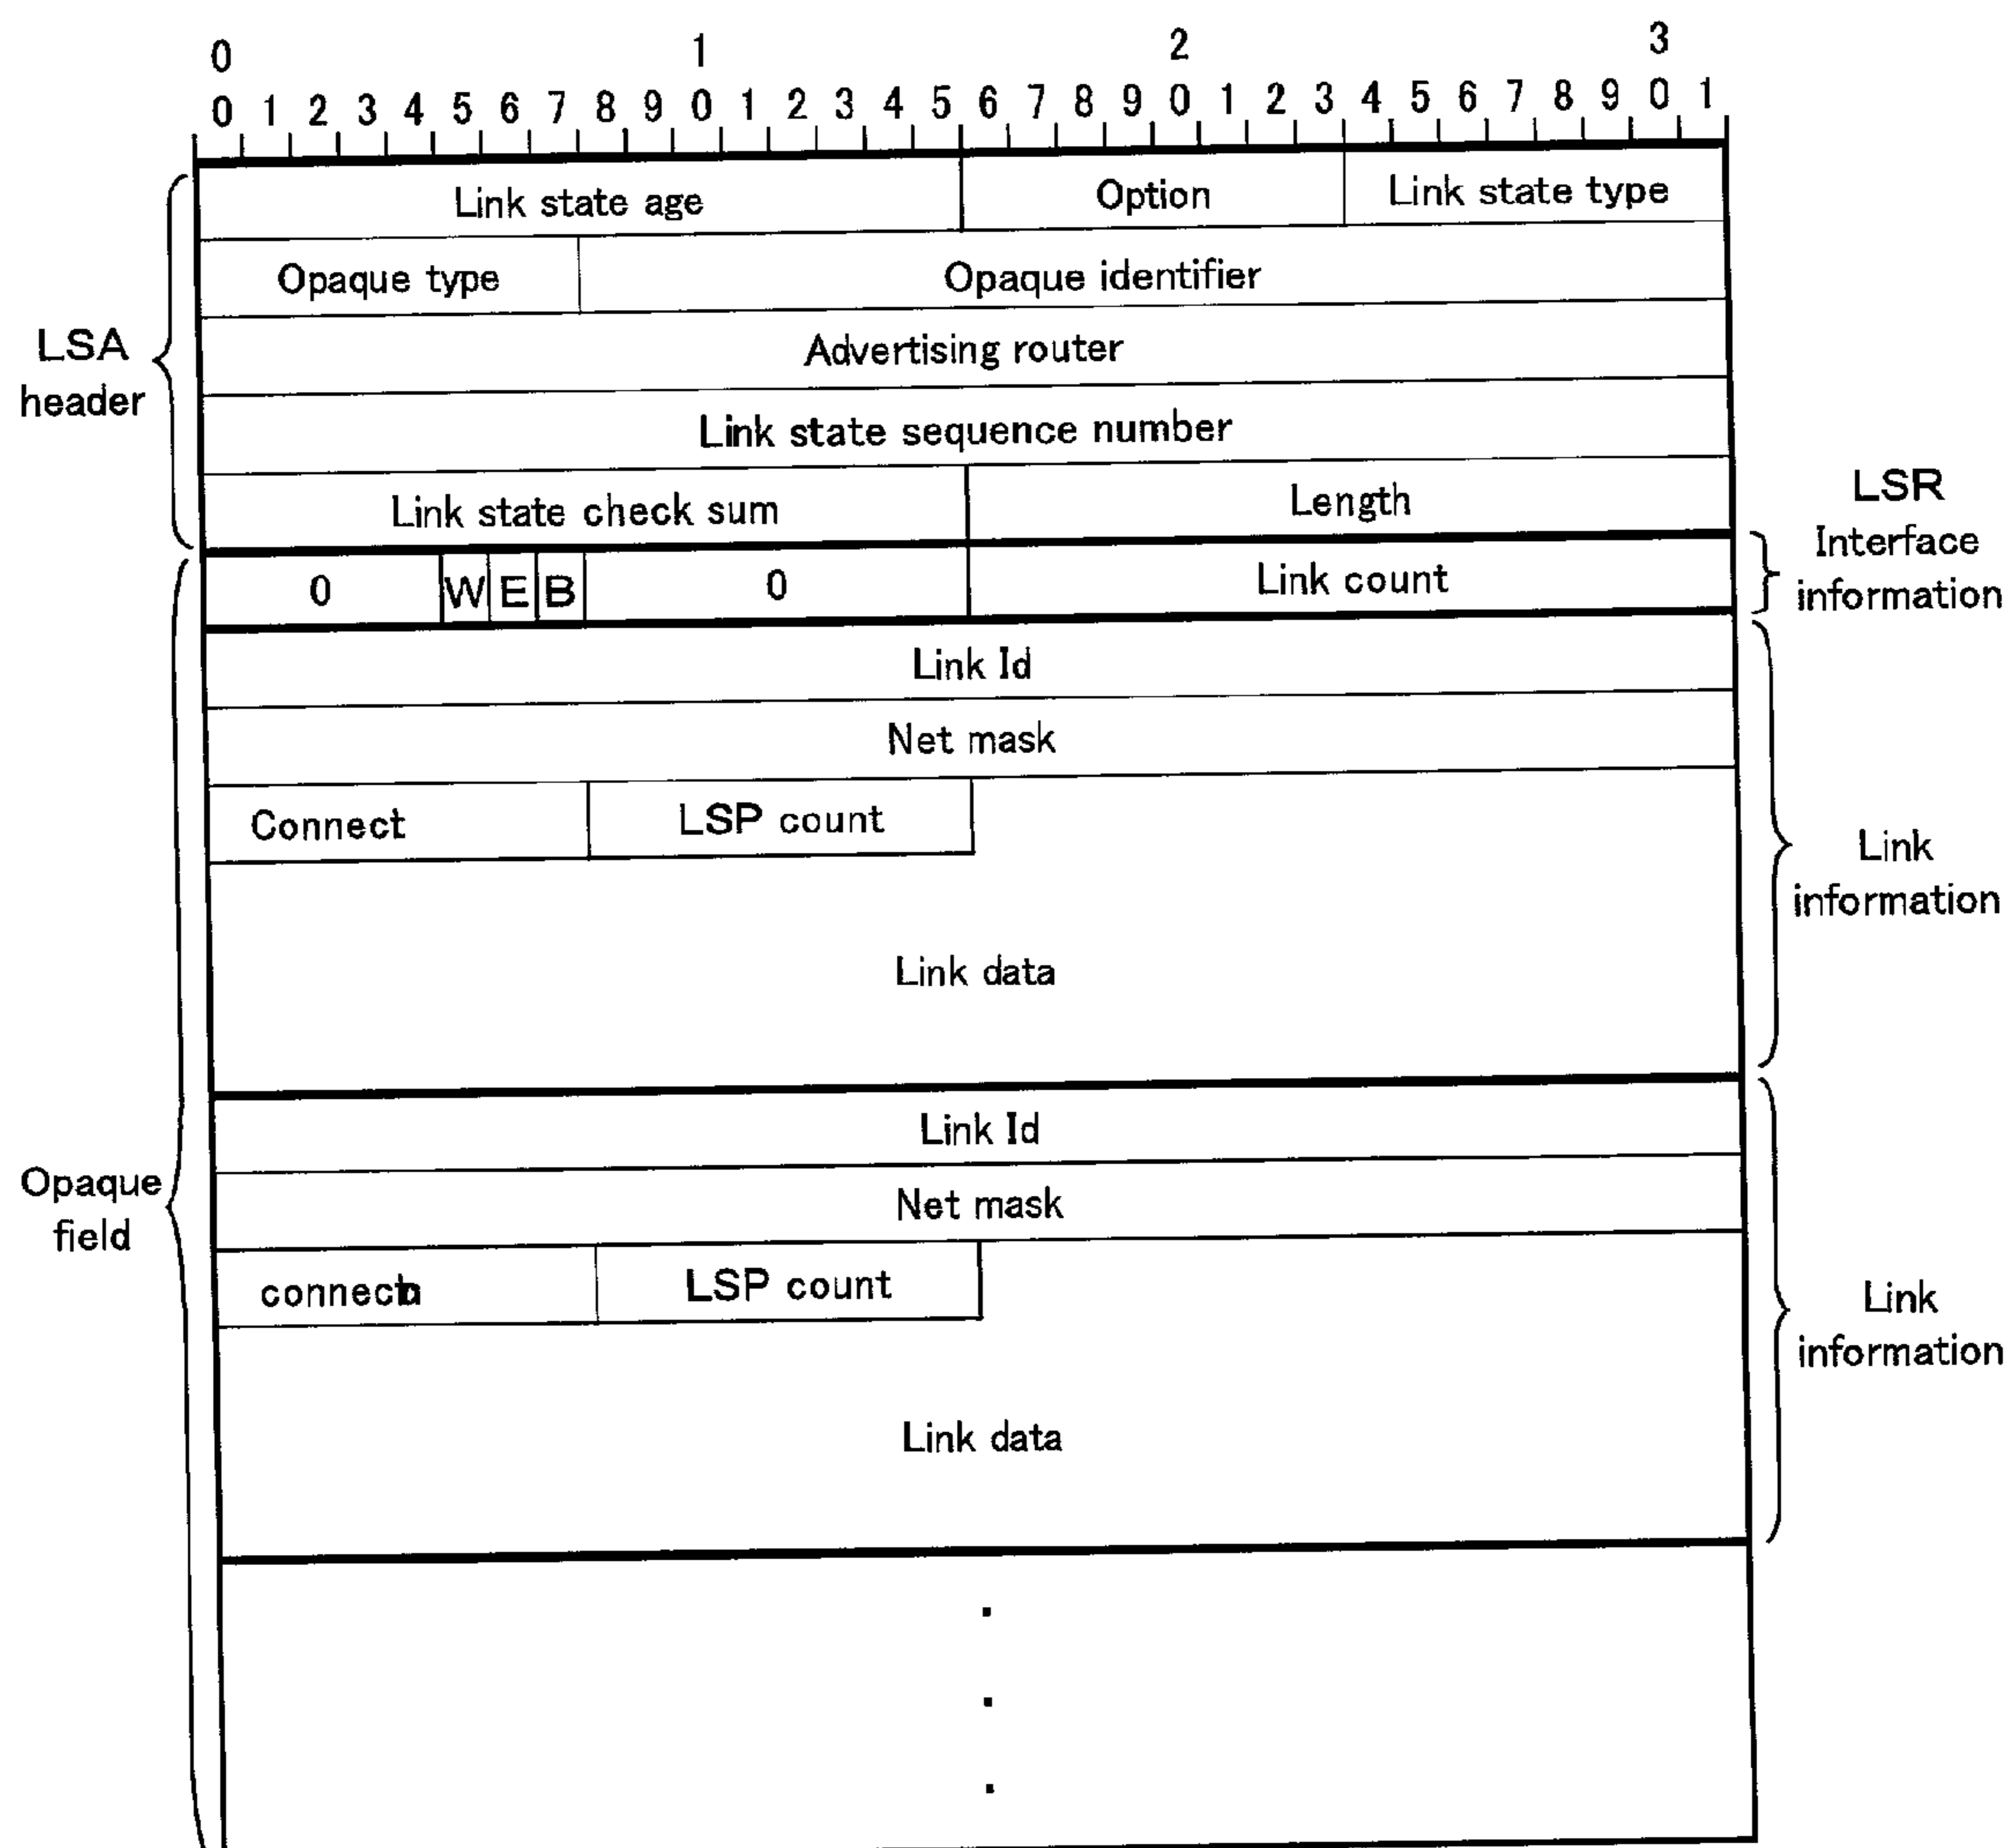 0 1 2 3
0 1 2 3 4 5 6 7 8 9 0 1 2 3 4 5 6 7 8 9 0 1 2 3 4 5 6 7 8 9 0 1
Link state age Option Link state type
Opaque type Opaque identifier
LSA
header
Advertising router
Link state sequence number
Link state check sum Length
LSR
Interface
information
0 W E B 0 Link count
Link Id
Net mask
Connect LSP count
Link
information
Link data
Opaque
field
Link Id
Net mask
LSP count
Link
information
Link data
.
.
.